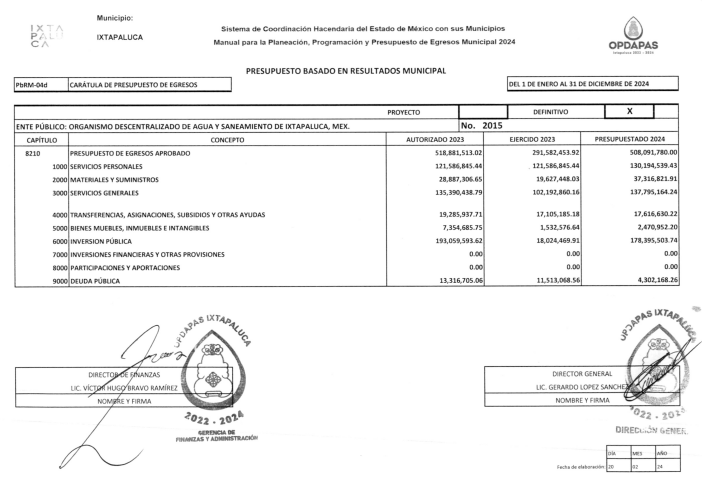 Municipio:
IXTAPALUCA
IXTA
PALU
CA
Sistema de Coordinación Hacendaria del Estado de México con sus Municipios
Manual para la Planeación, Programación y Presupuesto de Egresos Municipal 2024
OPDAPAS
Ixtapaluca 2022 - 2024
PRESUPUESTO BASADO EN RESULTADOS MUNICIPAL
PbRM-04d CARÁTULA DE PRESUPUESTO DE EGRESOS
DEL 1 DE ENERO AL 31 DE DICIEMBRE DE 2024
PROYECTO DEFINITIVO X
ENTE PÚBLICO: ORGANISMO DESCENTRALIZADO DE AGUA Y SANEAMIENTO DE IXTAPALUCA, MEX. No. 2015
CAPÍTULO CONCEPTO AUTORIZADO 2023 EJERCIDO 2023 PRESUPUESTADO 2024
8210 PRESUPUESTO DE EGRESOS APROBADO 518,881,513.02 291,582,453.92 508,091,780.00
1000 SERVICIOS PERSONALES 121,586,845.44 121,586,845.44 130,194,539.43
2000 MATERIALES Y SUMINISTROS 28,887,306.65 19,627,448.03 37,316,821.91
3000 SERVICIOS GENERALES 135,390,438.79 102,192,860.16 137,795,164.24
4000 TRANSFERENCIAS, ASIGNACIONES, SUBSIDIOS Y OTRAS AYUDAS 19,285,937.71 17,105,185.18 17,616,630.22
5000 BIENES MUEBLES, INMUEBLES E INTANGIBLES 7,354,685.75 1,532,576.64 2,470,952.20
6000 INVERSION PÚBLICA 193,059,593.62 18,024,469.91 178,395,503.74
7000 INVERSIONES FINANCIERAS Y OTRAS PROVISIONES 0.00 0.00 0.00
8000 PARTICIPACIONES Y APORTACIONES 0.00 0.00 0.00
9000 DEUDA PÚBLICA 13,316,705.06 11,513,068.56 4,302,168.26
OPDAPAS IXTAPALUCA
DIRECTOR DE FINANZAS
LIC. VÍCTOR HUGO BRAVO RAMÍREZ
NOMBRE Y FIRMA
2022 - 2024
GERENCIA DE
FINANZAS Y ADMINISTRACIÓN
OPDAPAS IXTAPALUCA
DIRECTOR GENERAL
LIC. GERARDO LOPEZ SANCHEZ
NOMBRE Y FIRMA
2022 - 202
DIRECCIÓN GENER
DÍA MES AÑO
Fecha de elaboración 20 02 24